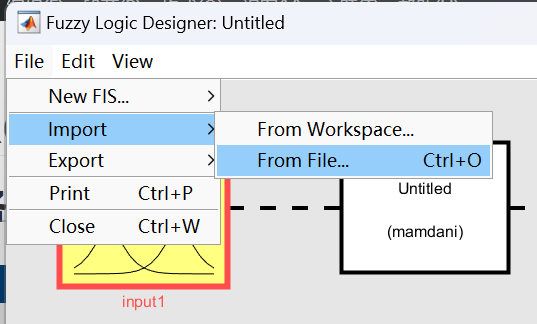 Fuzzy Logic Designer: Untitled
File Edit View
New FIS... >
Import > From Workspace...
Export > From File... Ctrl+O
Print Ctrl+P
Close Ctrl+W
Untitled
(mamdani)
input1